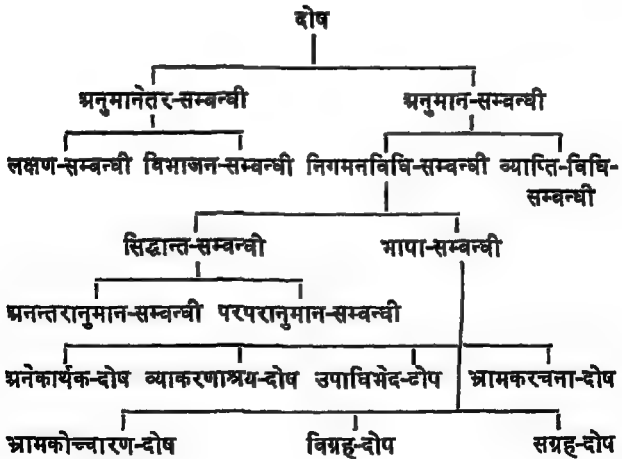 दोष
अनुमानेतर-सम्बन्धी अनुमान-सम्बन्धी
लक्षण-सम्बन्धी विभाजन-सम्बन्धी निगमनविधि-सम्बन्धी व्याप्ति-विधि-
सम्बन्धी
सिद्धान्त-सम्बन्धी भाषा-सम्बन्धी
अनन्तरानुमान-सम्बन्धी परपरानुमान-सम्बन्धी
अनेकार्थक-दोष व्याकरणाश्रय-दोष उपाधिभेद-दोष भ्रामकरचना-दोष
भ्रामकोच्चारण-दोष विग्रह-दोष सग्रह-दोष